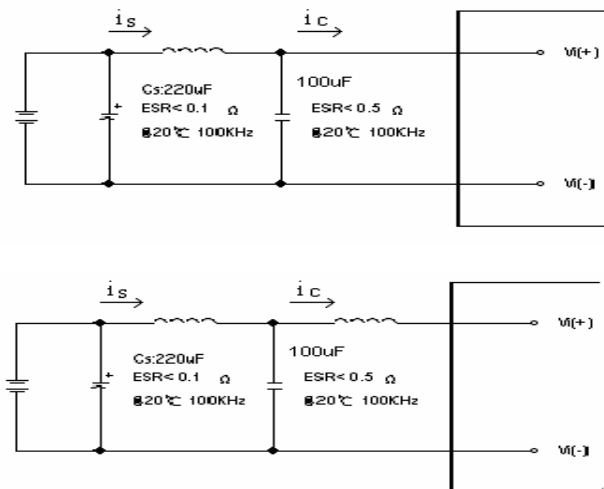 is
ic
Vi(+)
Cs:220uF
100uF
ESR< 0.1 Ω
ESR< 0.5 Ω
20℃ 100KHz
20℃ 100KHz
Vi(-)
is
ic
Vi(+)
Cs:220uF
100uF
ESR< 0.1 Ω
ESR< 0.5 Ω
20℃ 100KHz
20℃ 100KHz
Vi(-)